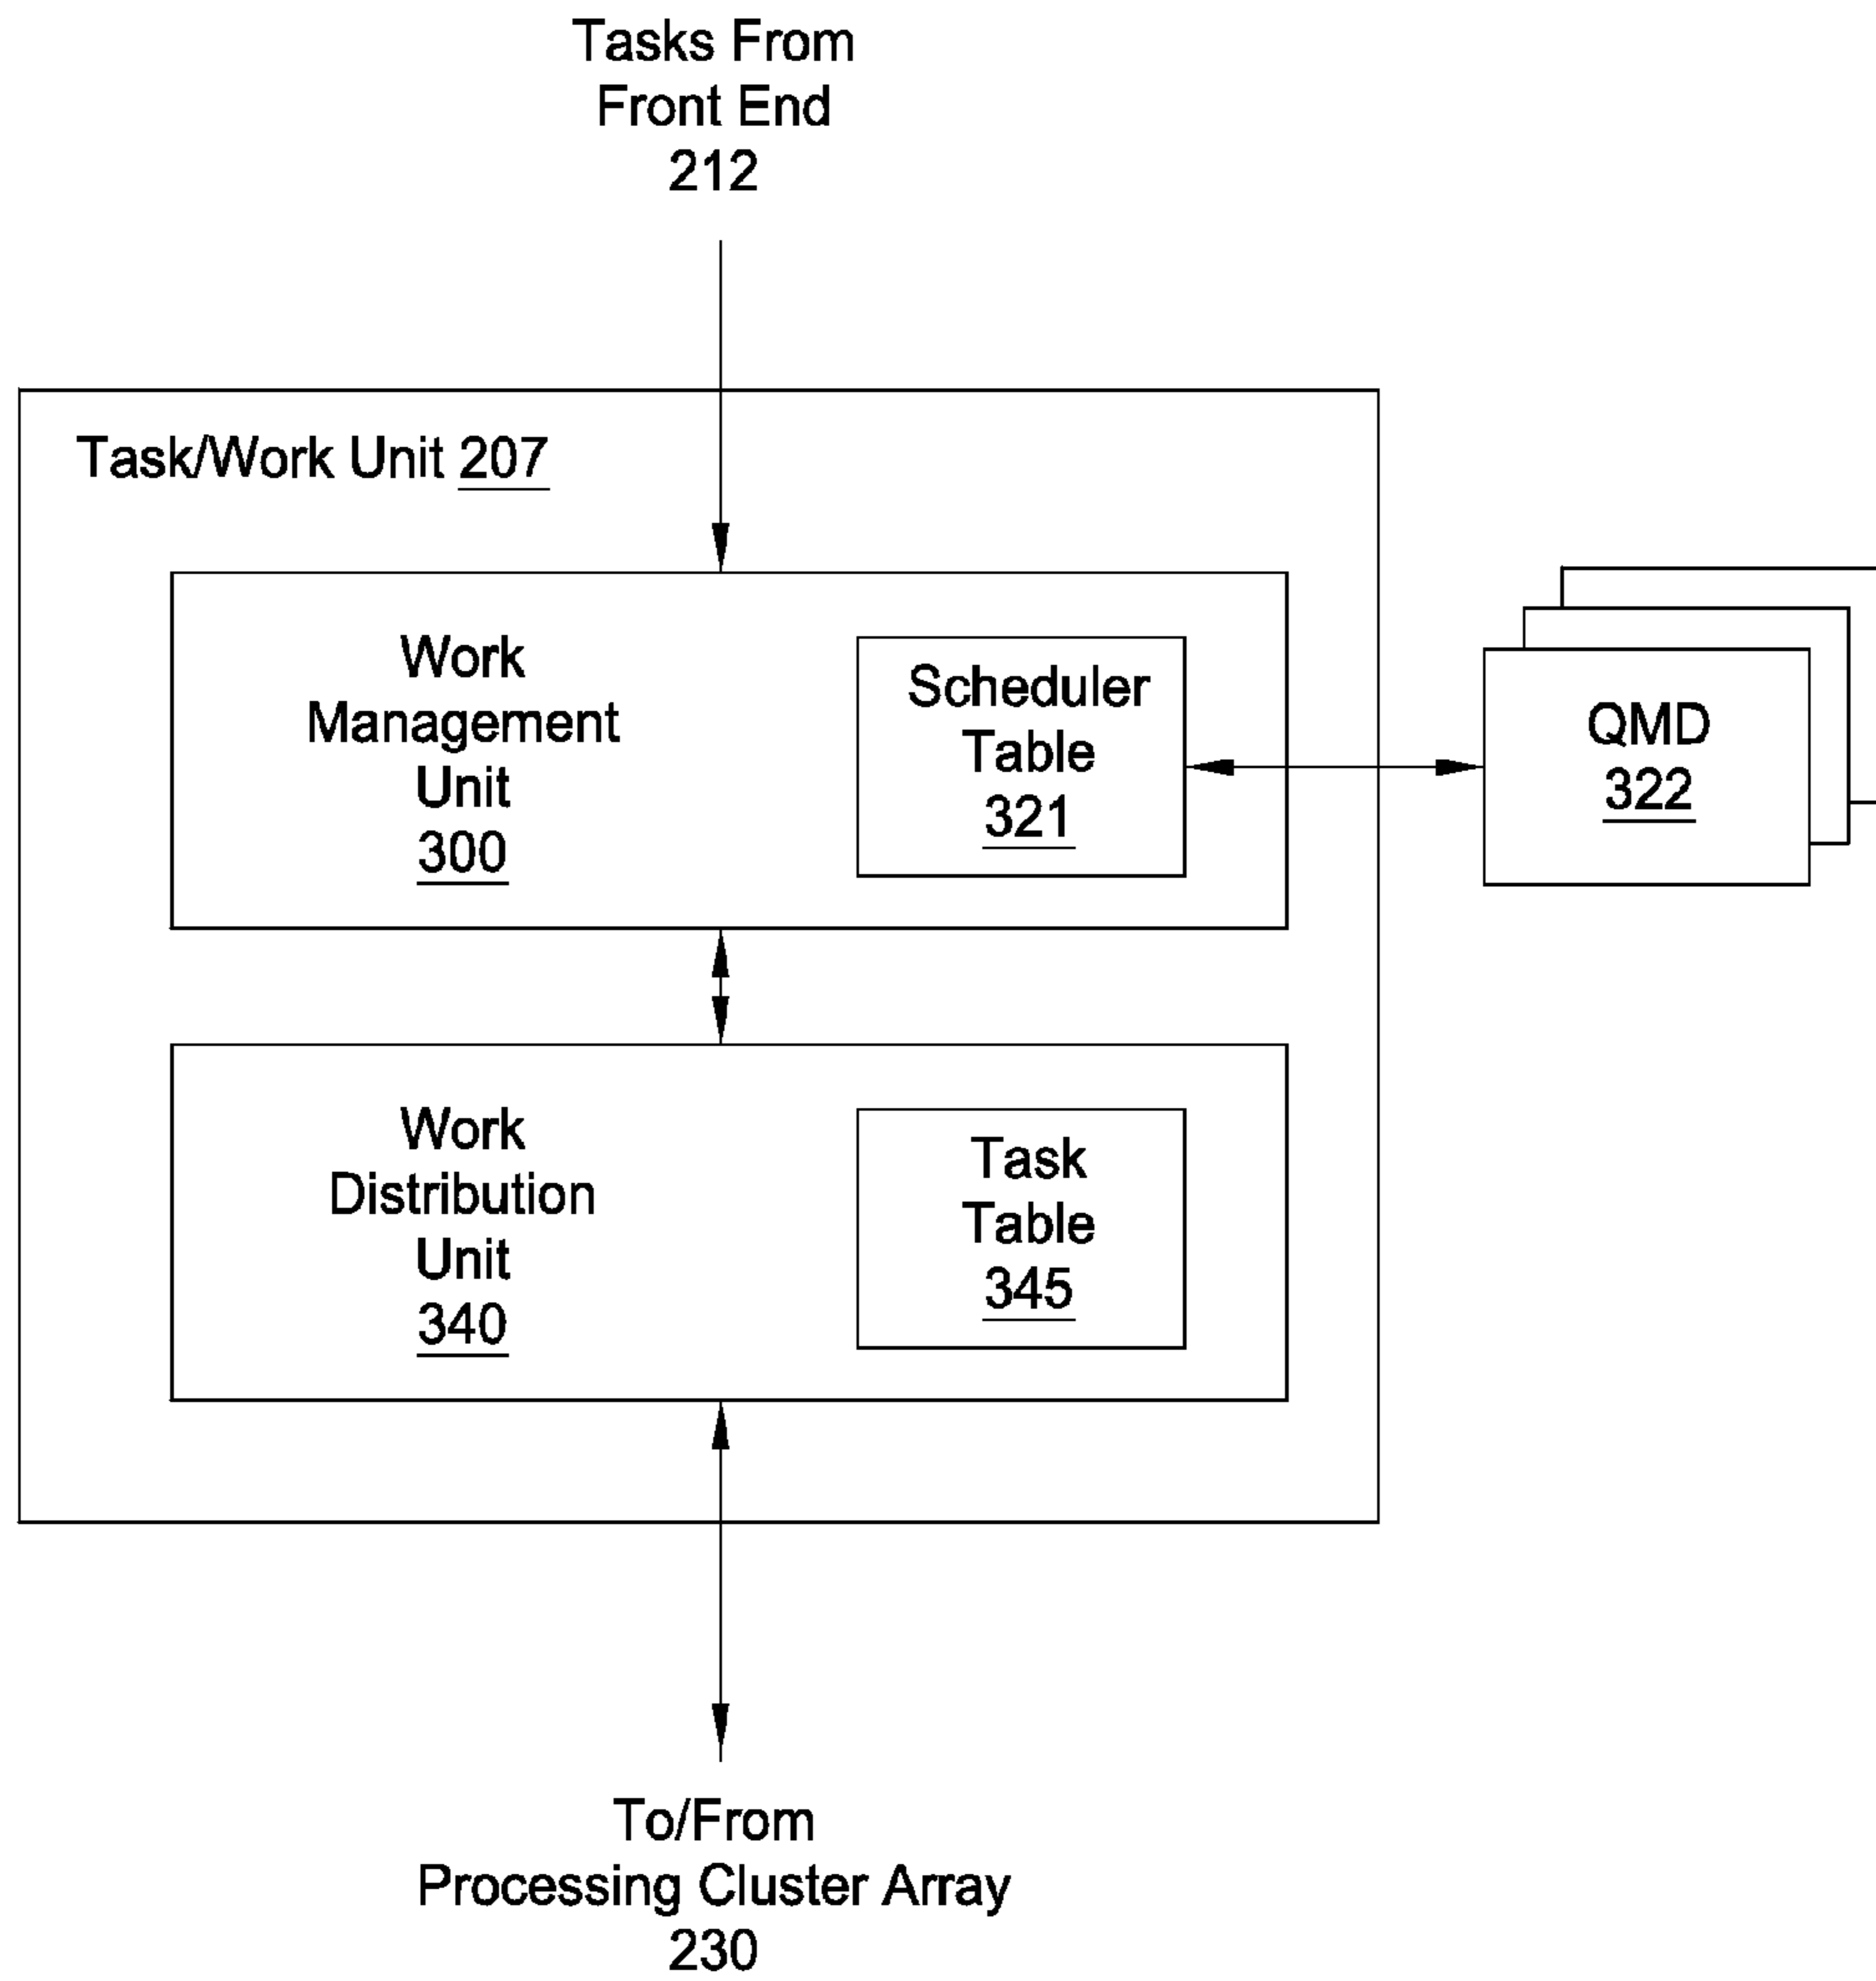 Tasks From
Front End
212
Task/Work Unit 207
Work
Management
Unit
300
Scheduler
Table
321
QMD
322
Work
Distribution
Unit
340
Task
Table
345
To/From
Processing Cluster Array
230